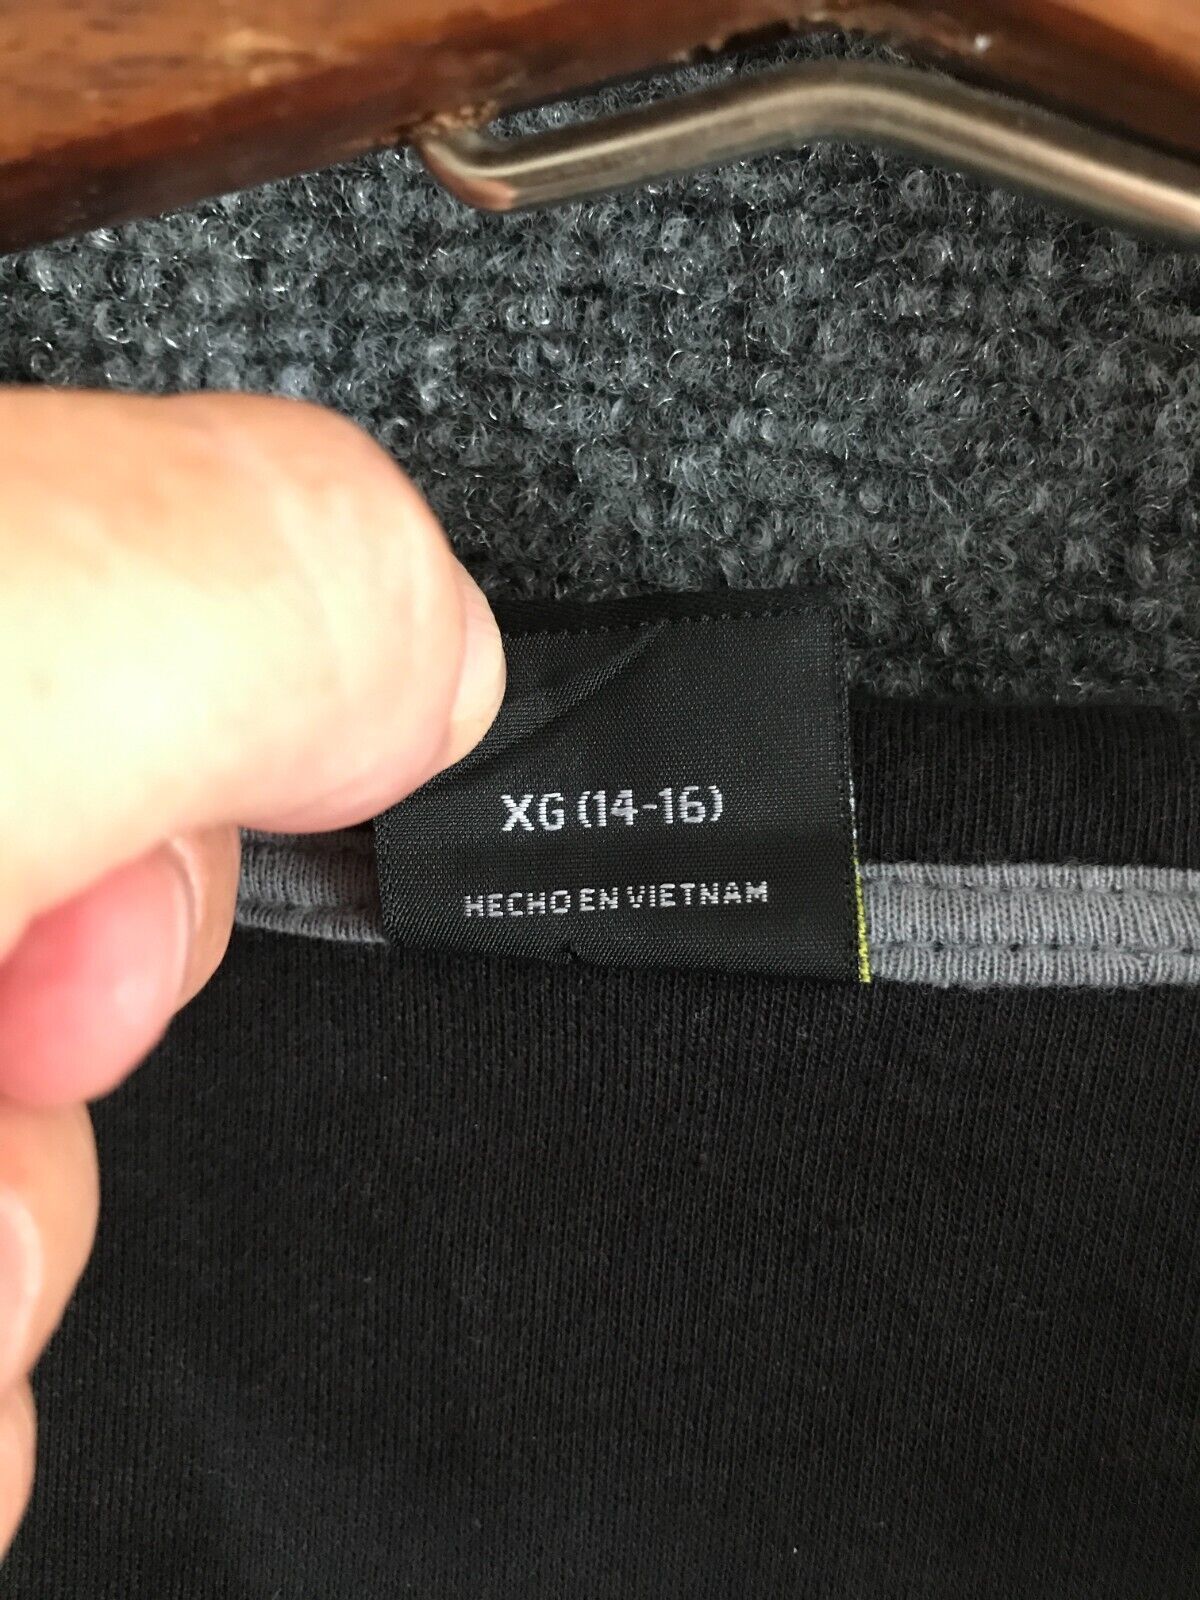 XG (14-16)
HECHO EN VIETNAM